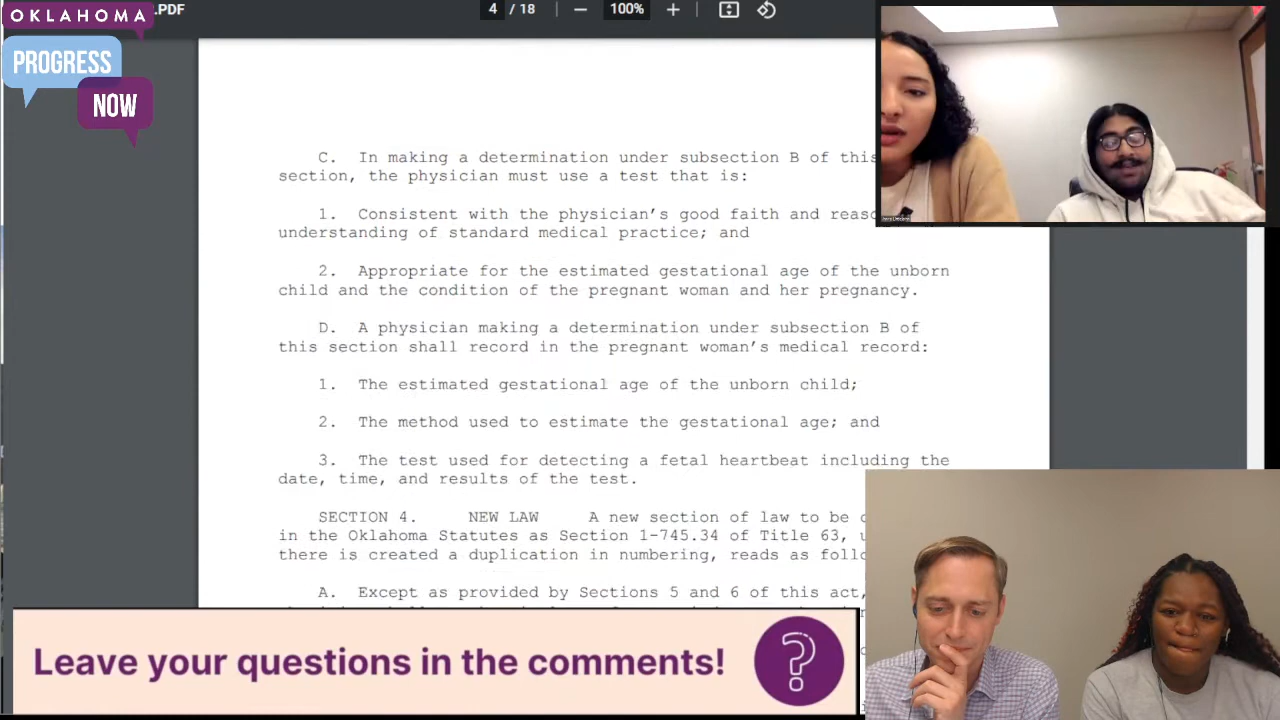 OKLAHOMA
PROGRESS
NOW
.PDF
4 / 18
100%
C. In making a determination under subsection B of this
section, the physician must use a test that is:
1. Consistent with the physician's good faith and
understanding of standard medical practice; and
2. Appropriate for the estimated gestational age of the unborn
child and the condition of the pregnant woman and her pregnancy.
D. A physician making a determination under subsection B of
this section shall record in the pregnant woman's medical record:
1. The estimated gestational age of the unborn child;
2. The method used to estimate the gestational age; and
3. The test used for detecting a fetal heartbeat including the
date, time, and results of the test.
SECTION 4. NEW LAW A new section of law to be
in the Oklahoma Statutes as Section 1-745.34 of Title 63,
there is created a duplication in numbering, reads as
A. Except as provided by Sections 5 and 6 of this act,
Leave your questions in the comments!
?